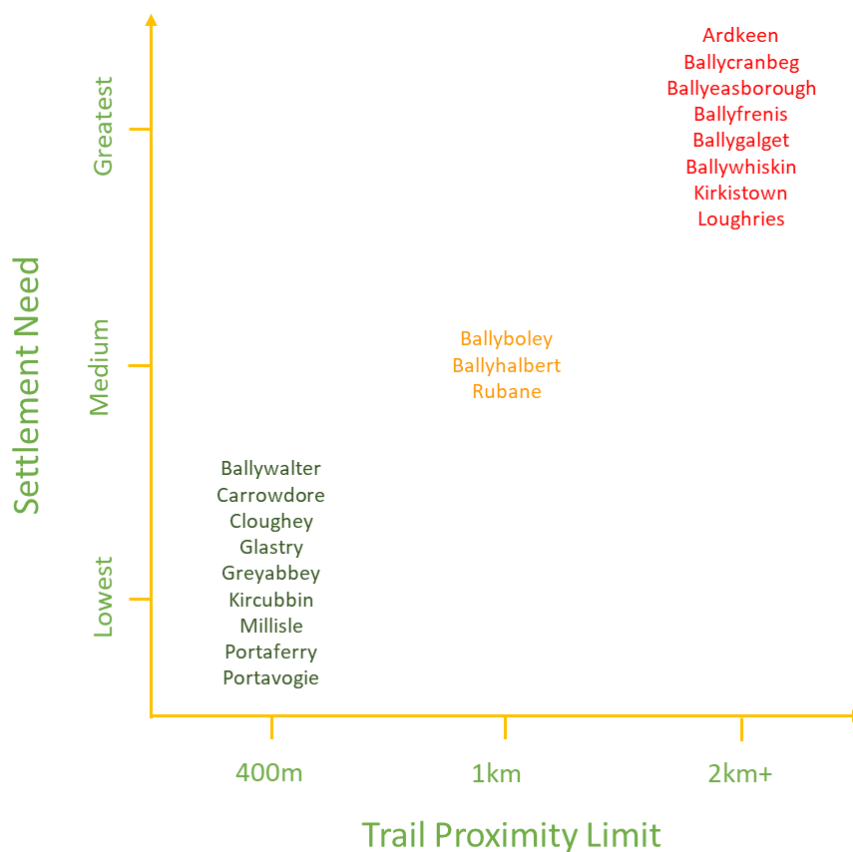 Ardkeen
Ballycranbeg
Ballyeasborough
Ballyfrenis
Ballygalget
Ballywhiskin
Kirkistown
Loughries
Greatest
Settlement Need
Medium
Ballyboley
Ballyhalbert
Rubane
Ballywalter
Carrowdore
Cloughey
Glastry
Greyabbey
Kircubbin
Millisle
Portaferry
Portavogie
Lowest
400m
1km
2km+
Trail Proximity Limit